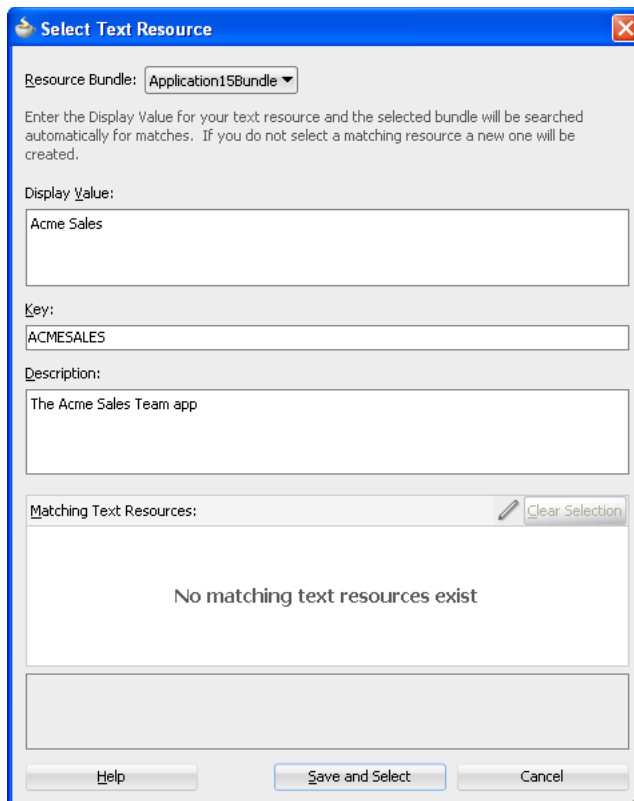 Select Text Resource
Resource Bundle: Application15Bundle
Enter the Display Value for your text resource and the selected bundle will be searched
automatically for matches. If you do not select a matching resource a new one will be
created.
Display Value:
Acme Sales
Key:
ACMESALES
Description:
The Acme Sales Team app
Matching Text Resources: Clear Selection
No matching text resources exist
Help Save and Select Cancel